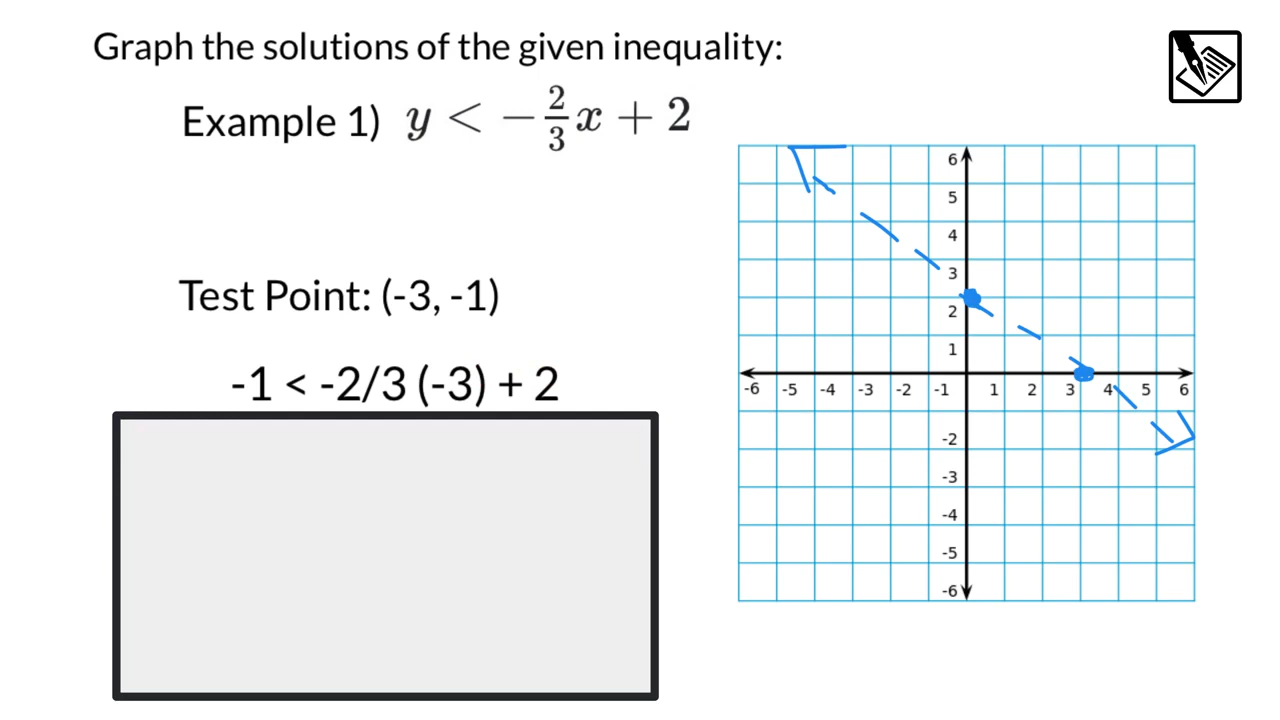 Graph the solutions of the given inequality:
Example 1) y < -2/3 x + 2
Test Point: (-3, -1)
-1 < -2/3 (-3) + 2
6
5
4
3
2
1
-6 -5 -4 -3 -2 -1 1 2 3 4 5 6
-2
-3
-4
-5
-6